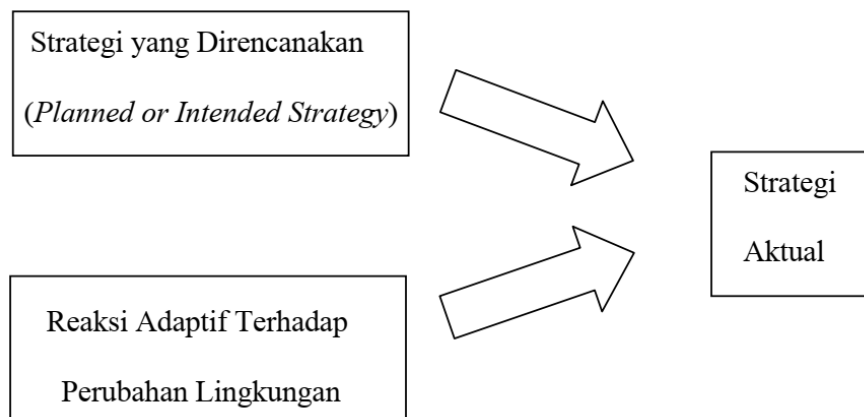 Strategi yang Direncanakan
(Planned or Intended Strategy)
Strategi
Aktual
Reaksi Adaptif Terhadap
Perubahan Lingkungan